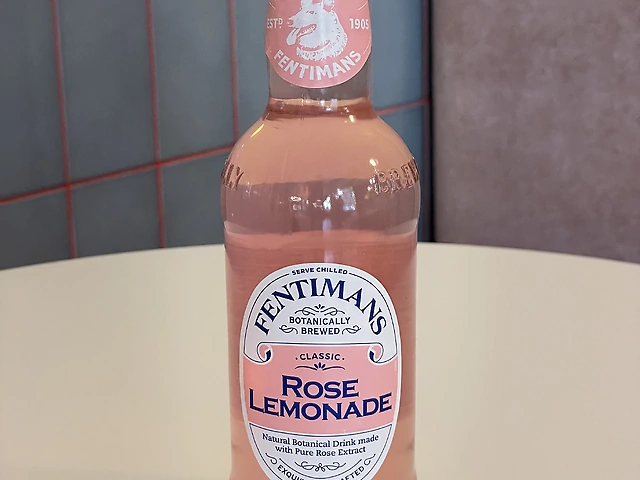 ESTD 1905
FENTIMANS
SERVE CHILLED
FENTIMANS
BOTANICALLY
BREWED
CLASSIC
ROSE
LEMONADE
Natural Botanical Drink made
with Pure Rose Extract